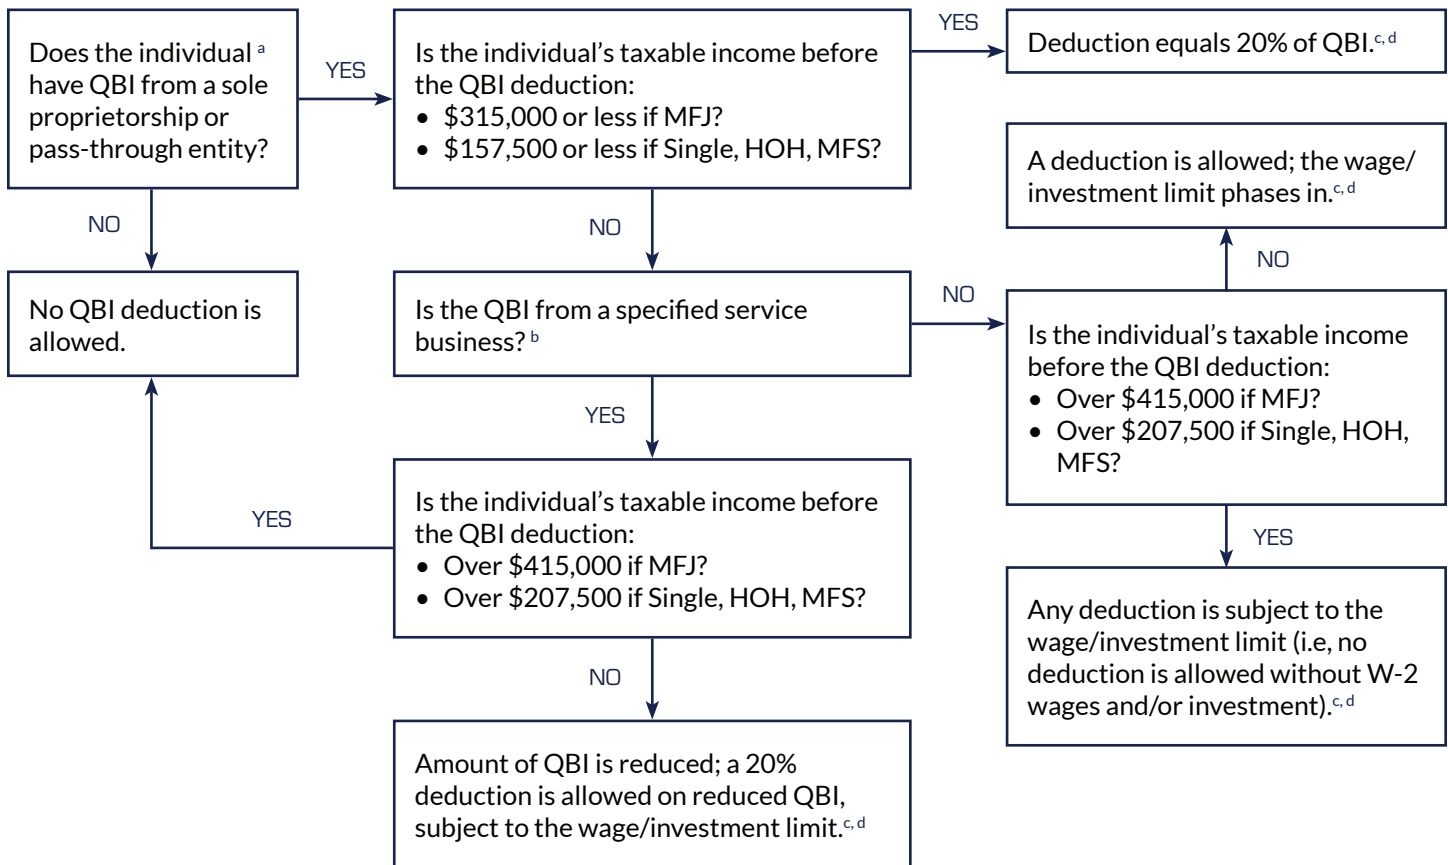 Does the individual a
have QBI from a sole
proprietorship or
pass-through entity?
YES
Is the individual’s taxable income before
the QBI deduction:
• $315,000 or less if MFJ?
• $157,500 or less if Single, HOH, MFS?
YES
Deduction equals 20% of QBI.c, d
A deduction is allowed; the wage/
investment limit phases in.c, d
NO
NO
NO
No QBI deduction is
allowed.
Is the QBI from a specified service
business? b
NO
Is the individual’s taxable income
before the QBI deduction:
• Over $415,000 if MFJ?
• Over $207,500 if Single, HOH,
MFS?
YES
YES
Is the individual’s taxable income before
the QBI deduction:
• Over $415,000 if MFJ?
• Over $207,500 if Single, HOH, MFS?
YES
Any deduction is subject to the
wage/investment limit (i.e, no
deduction is allowed without W-2
wages and/or investment).c, d
NO
Amount of QBI is reduced; a 20%
deduction is allowed on reduced QBI,
subject to the wage/investment limit.c, d